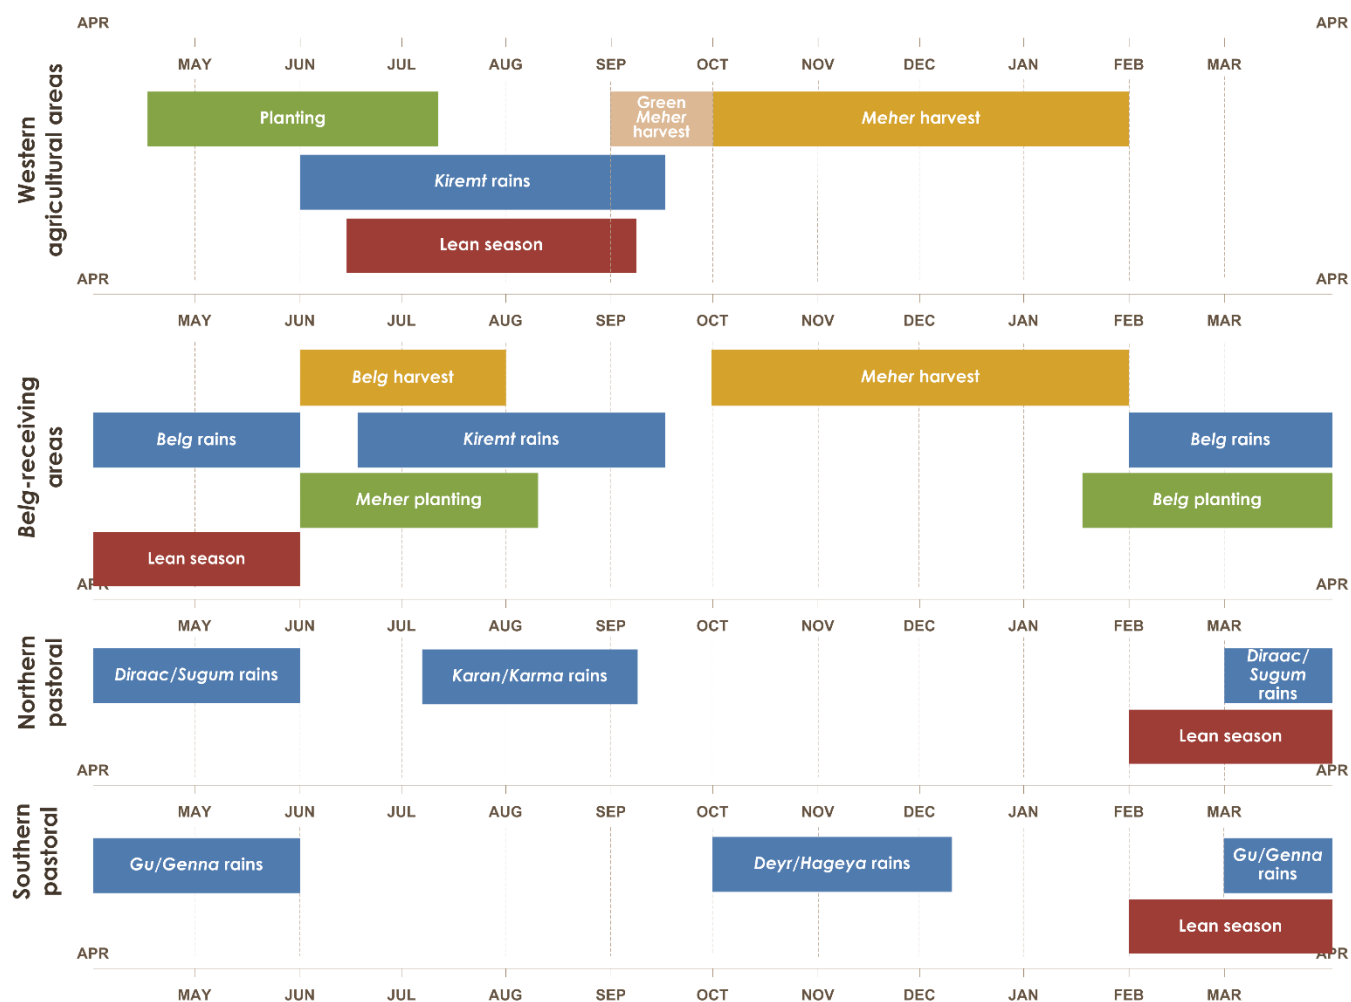 APR APR
MAY JUN JUL AUG SEP OCT NOV DEC JAN FEB MAR
Western
agricultural areas
Planting
Green
Meher
harvest
Meher harvest
Kiremt rains
Lean season
APR APR
MAY JUN JUL AUG SEP OCT NOV DEC JAN FEB MAR
Belg-receiving
areas
Belg harvest
Meher harvest
Belg rains
Kiremt rains
Belg rains
Meher planting
Belg planting
Lean season
APR APR
MAY JUN JUL AUG SEP OCT NOV DEC JAN FEB MAR
Northern
pastoral
Diraac/Sugum rains
Karan/Karma rains
Diraac/
Sugum
rains
Lean season
APR APR
MAY JUN JUL AUG SEP OCT NOV DEC JAN FEB MAR
Southern
pastoral
Gu/Genna rains
Deyr/Hageya rains
Gu/Genna
rains
Lean season
APR APR
MAY JUN JUL AUG SEP OCT NOV DEC JAN FEB MAR